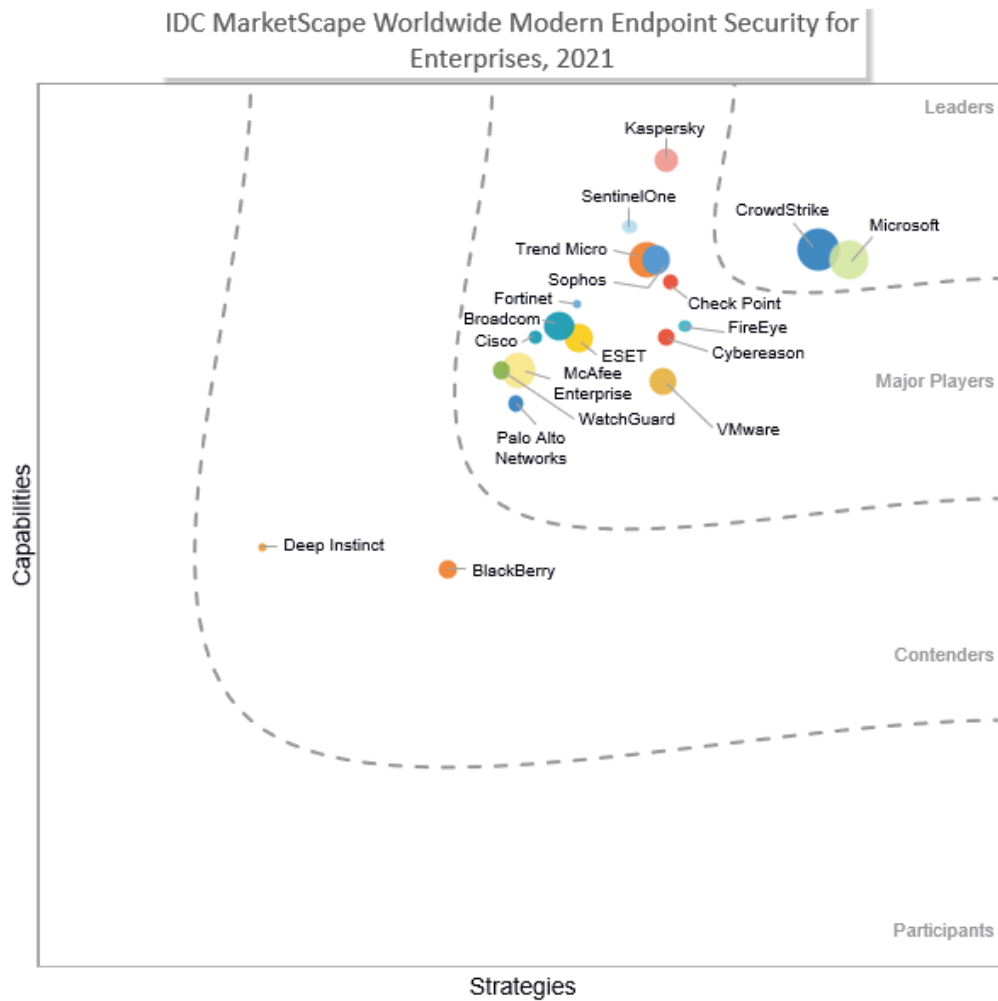 IDC MarketScape Worldwide Modern Endpoint Security for
Enterprises, 2021
Leaders
Kaspersky
SentinelOne
CrowdStrike
Microsoft
Trend Micro
Sophos
Check Point
Fortinet
Broadcom
FireEye
Cisco
ESET
Cybereason
McAfee
Enterprise
Major Players
WatchGuard
VMware
Palo Alto
Networks
Capabilities
Deep Instinct
BlackBerry
Contenders
Participants
Strategies